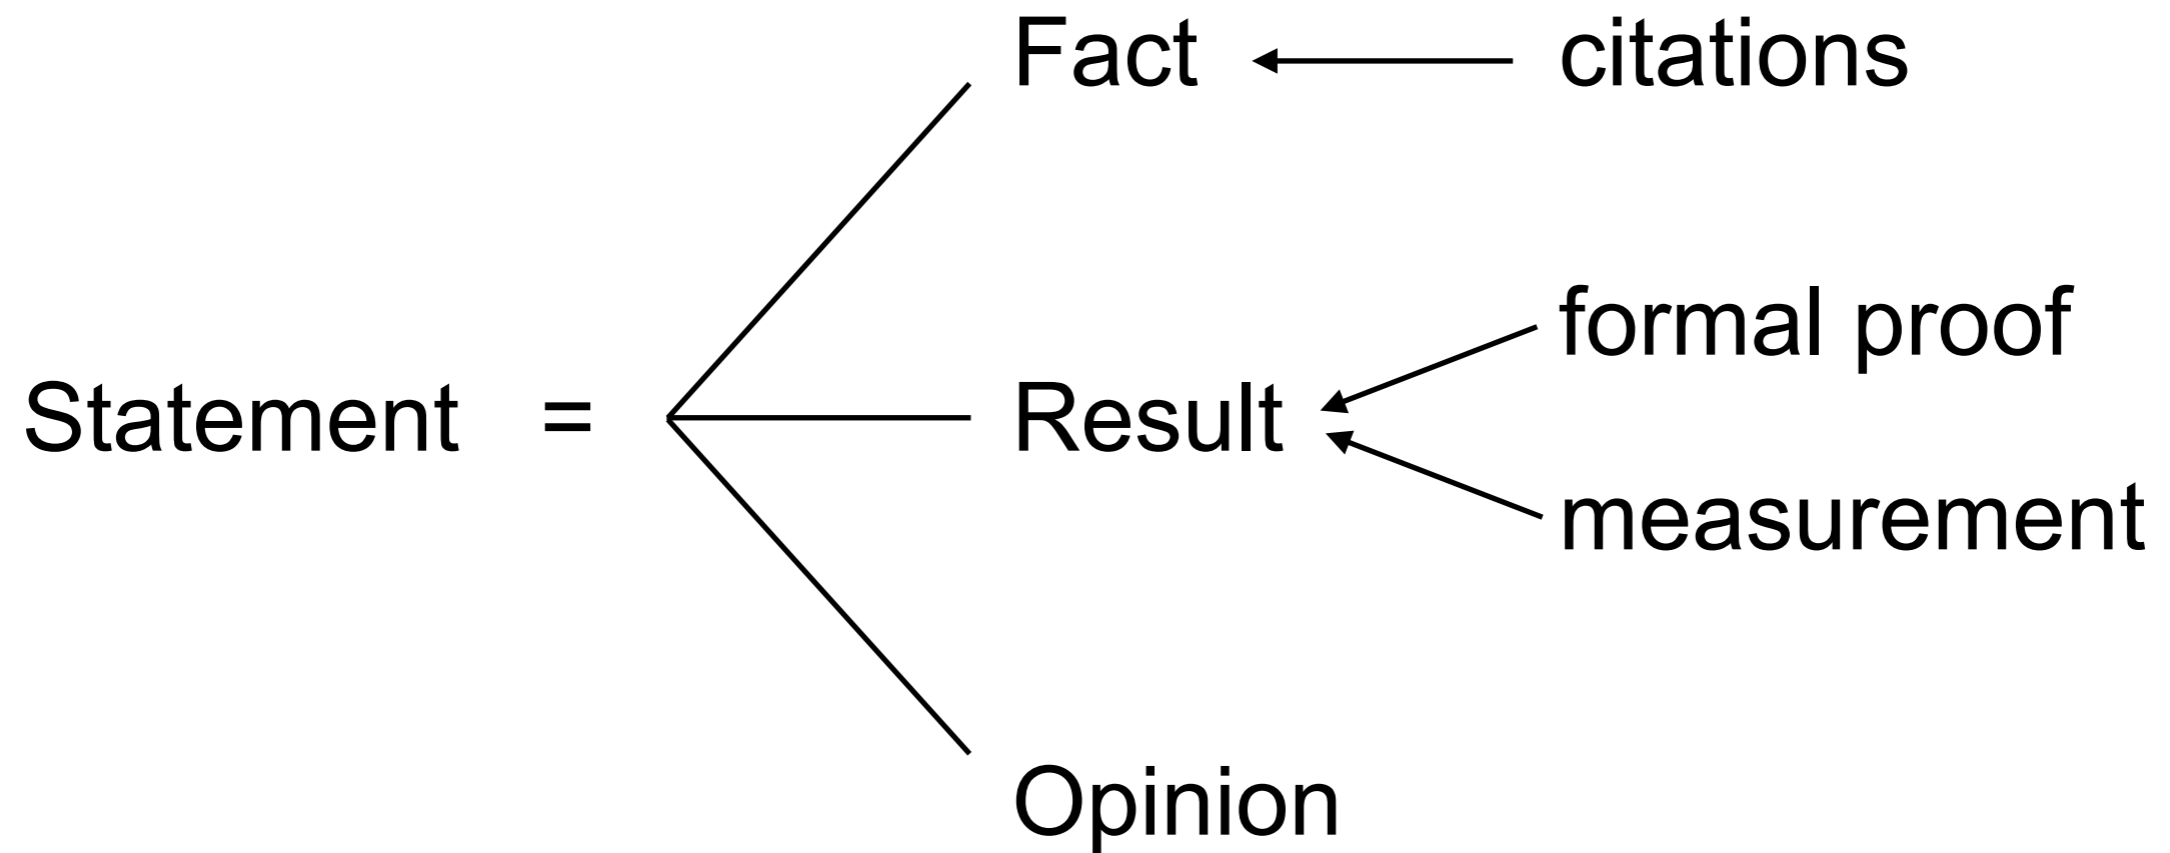 Fact citations
formal proof
Statement = Result
measurement
Opinion